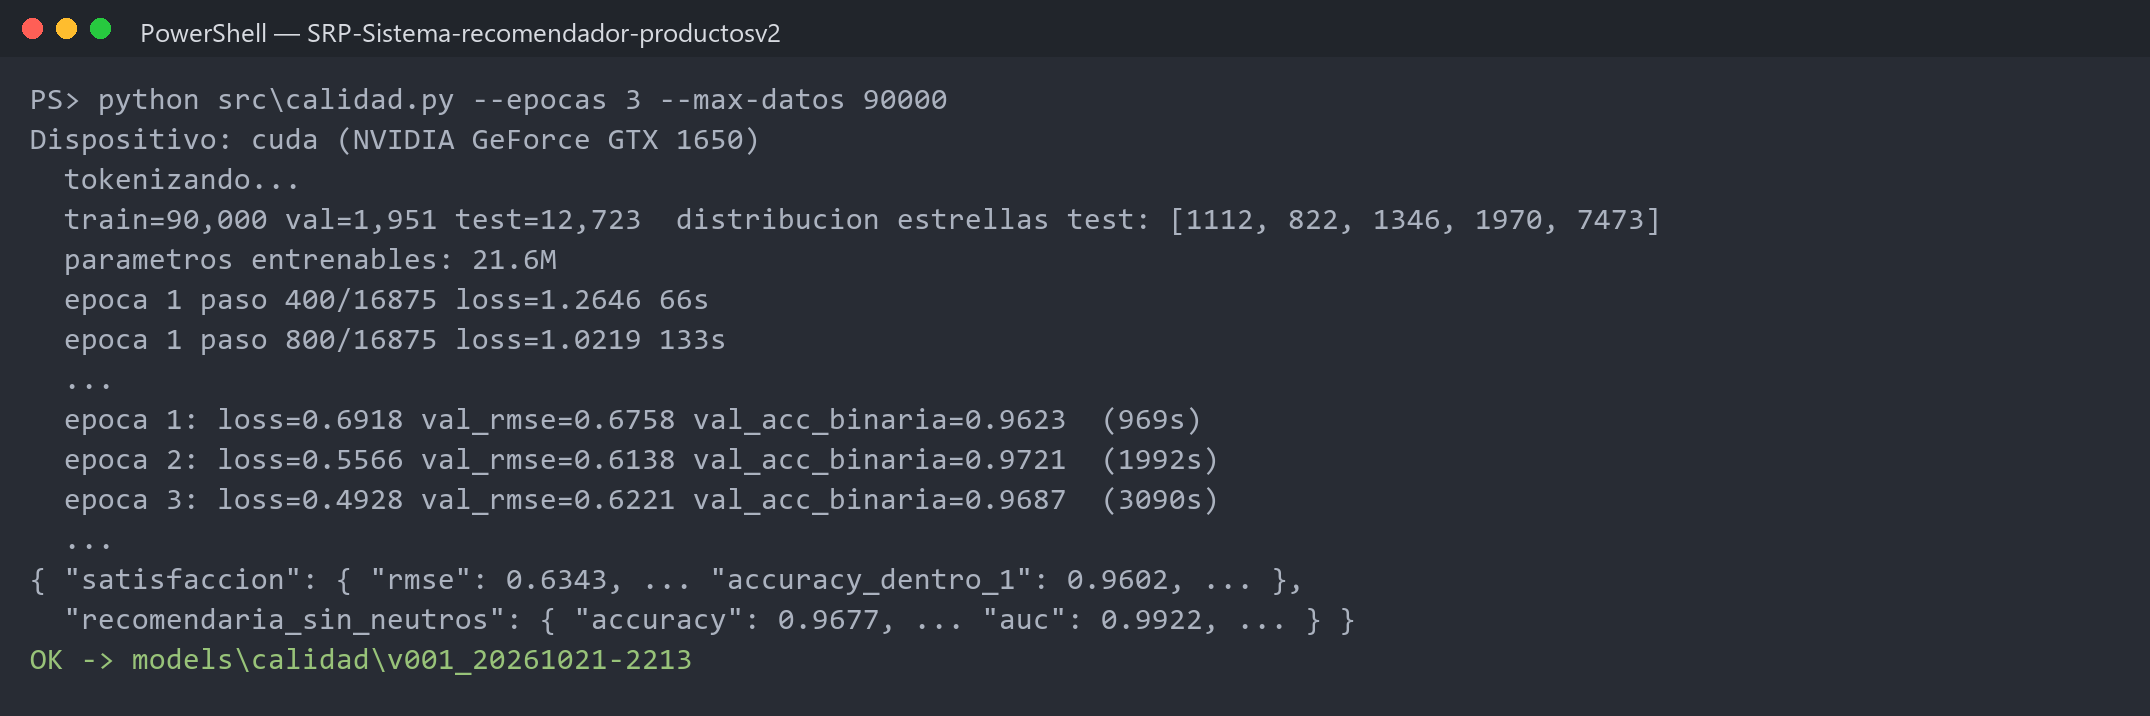 PowerShell — SRP-Sistema-recomendador-productosv2
PS> python src\calidad.py --epocas 3 --max-datos 90000
Dispositivo: cuda (NVIDIA GeForce GTX 1650)
tokenizando...
train=90,000 val=1,951 test=12,723  distribucion estrellas test: [1112, 822, 1346, 1970, 7473]
parametros entrenables: 21.6M
epoca 1 paso 400/16875 loss=1.2646 66s
epoca 1 paso 800/16875 loss=1.0219 133s
...
epoca 1: loss=0.6918 val_rmse=0.6758 val_acc_binaria=0.9623  (969s)
epoca 2: loss=0.5566 val_rmse=0.6138 val_acc_binaria=0.9721  (1992s)
epoca 3: loss=0.4928 val_rmse=0.6221 val_acc_binaria=0.9687  (3090s)
...
{ "satisfaccion": { "rmse": 0.6343, ... "accuracy_dentro_1": 0.9602, ... },
"recomendaria_sin_neutros": { "accuracy": 0.9677, ... "auc": 0.9922, ... } }
OK -> models\calidad\v001_20261021-2213